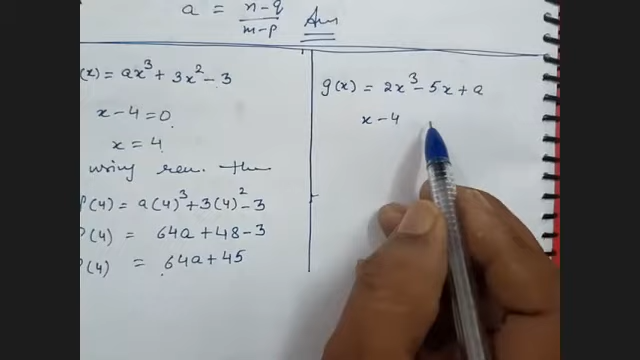 a = n-q/m-p Ans
(x) = ax³ + 3x² - 3
x - 4 = 0
x = 4
using rem. the
P(4) = a(4)³ + 3(4)² - 3
P(4) = 64a + 48 - 3
P(4) = 64a + 45
g(x) = 2x³ - 5x + a
x - 4